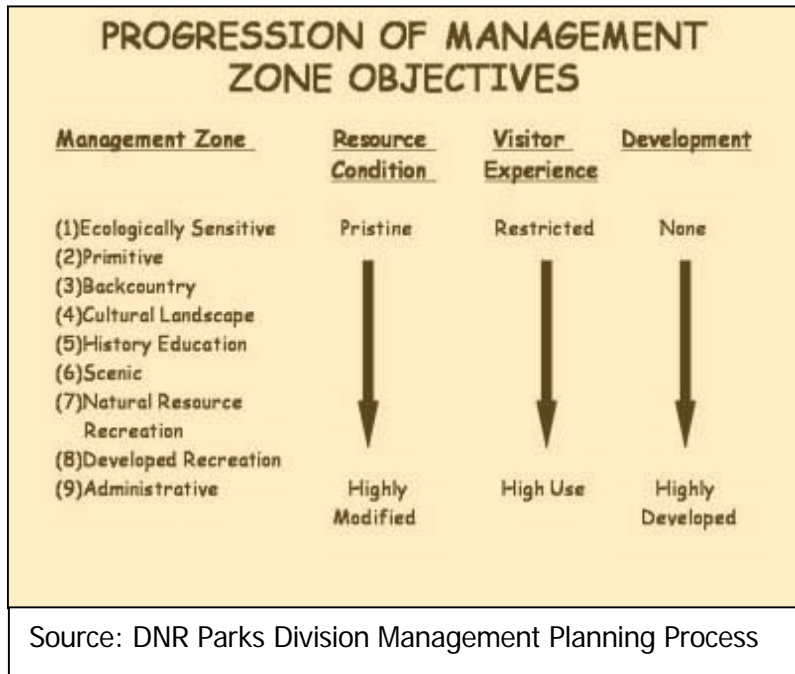 PROGRESSION OF MANAGEMENT
ZONE OBJECTIVES
Management Zone Resource Condition Visitor Experience Development
(1)Ecologically Sensitive Pristine Restricted None
(2)Primitive
(3)Backcountry
(4)Cultural Landscape
(5)History Education
(6)Scenic
(7)Natural Resource
Recreation
(8)Developed Recreation
(9)Administrative Highly Modified High Use Highly Developed
Source: DNR Parks Division Management Planning Process